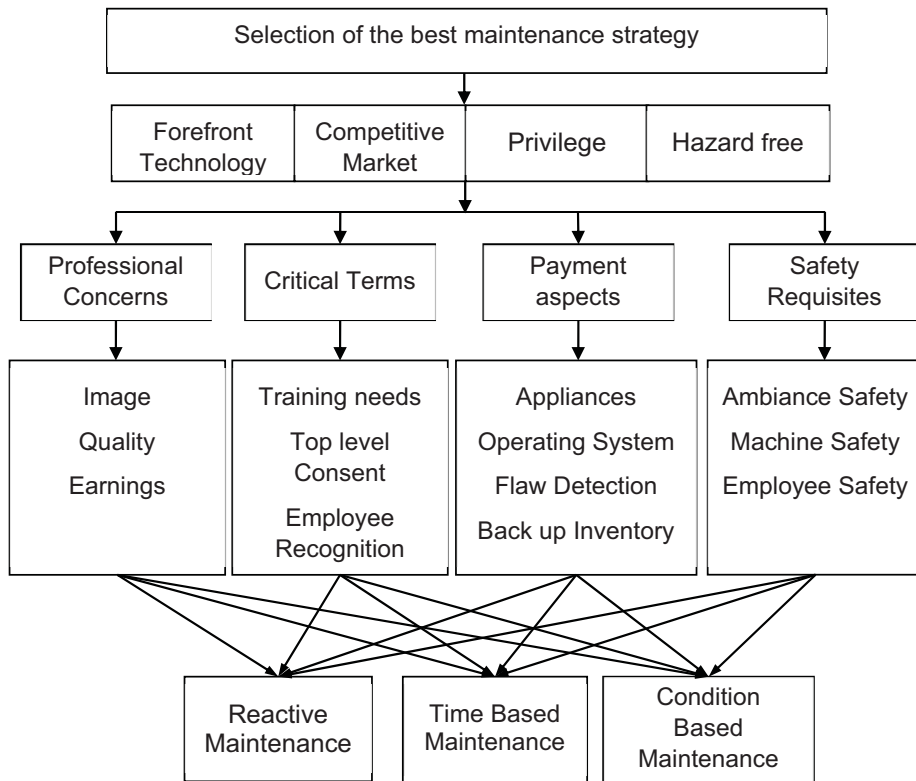 Selection of the best maintenance strategy
Forefront
Technology
Competitive
Market
Privilege
Hazard free
Professional
Concerns
Critical Terms
Payment
aspects
Safety
Requisites
Image
Quality
Earnings
Training needs
Top level
Consent
Employee
Recognition
Appliances
Operating System
Flaw Detection
Back up Inventory
Ambiance Safety
Machine Safety
Employee Safety
Reactive
Maintenance
Time Based
Maintenance
Condition
Based
Maintenance